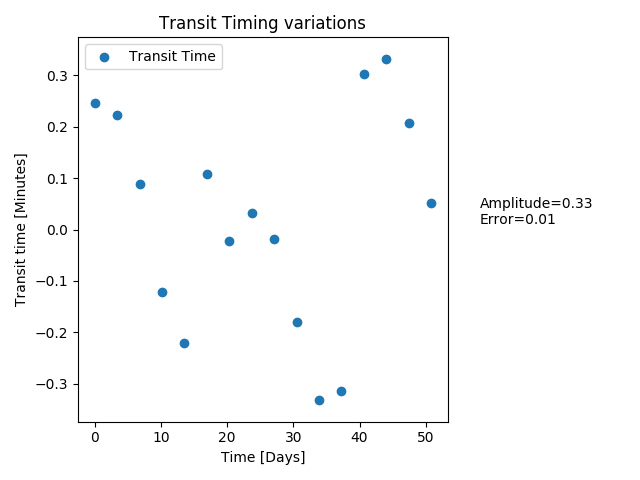 Transit Timing variations
Transit Time
Transit time [Minutes]
0.3
0.2
0.1
0.0
−0.1
−0.2
−0.3
0
10
20
30
40
50
Time [Days]
Amplitude=0.33
Error=0.01